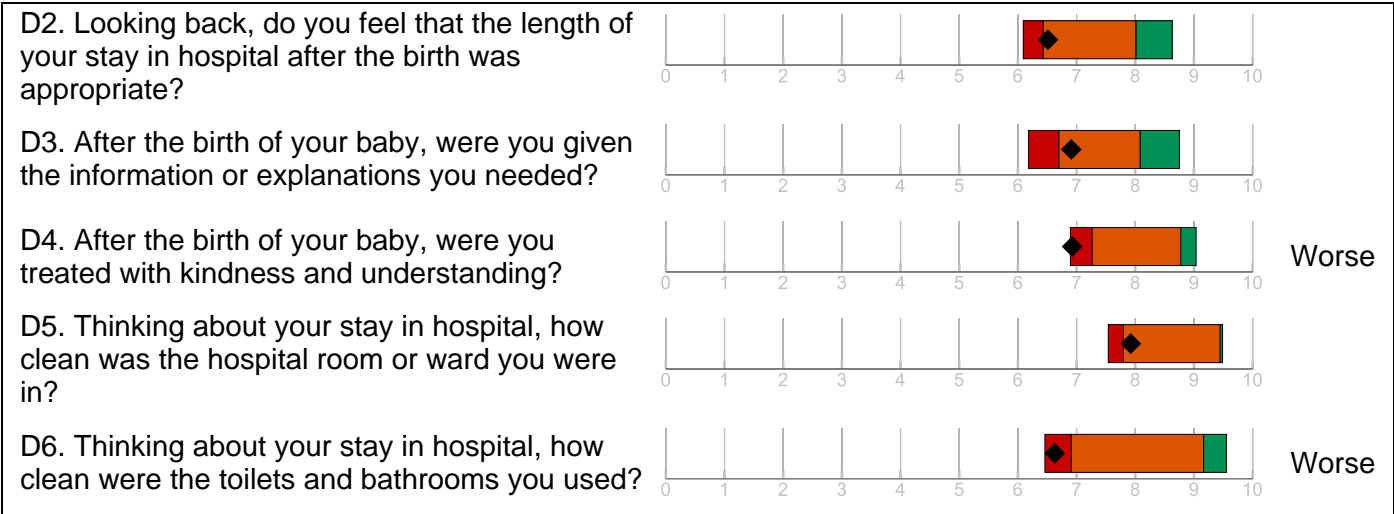 D2. Looking back, do you feel that the length of
your stay in hospital after the birth was
appropriate?
0 1 2 3 4 5 6 7 8 9 10
D3. After the birth of your baby, were you given
the information or explanations you needed?
0 1 2 3 4 5 6 7 8 9 10
D4. After the birth of your baby, were you
treated with kindness and understanding?
Worse
0 1 2 3 4 5 6 7 8 9 10
D5. Thinking about your stay in hospital, how
clean was the hospital room or ward you were
in?
0 1 2 3 4 5 6 7 8 9 10
D6. Thinking about your stay in hospital, how
clean were the toilets and bathrooms you used?
Worse
0 1 2 3 4 5 6 7 8 9 10